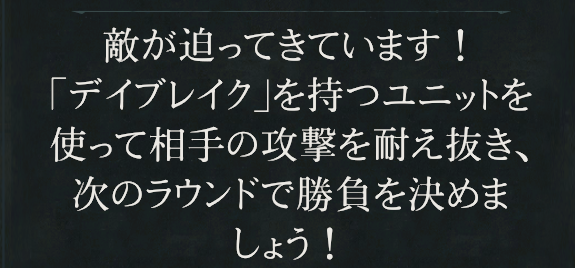 敵が迫ってきています！
「デイブレイク」を持つユニットを
使って相手の攻撃を耐え抜き、
次のラウンドで勝負を決めま
しょう！